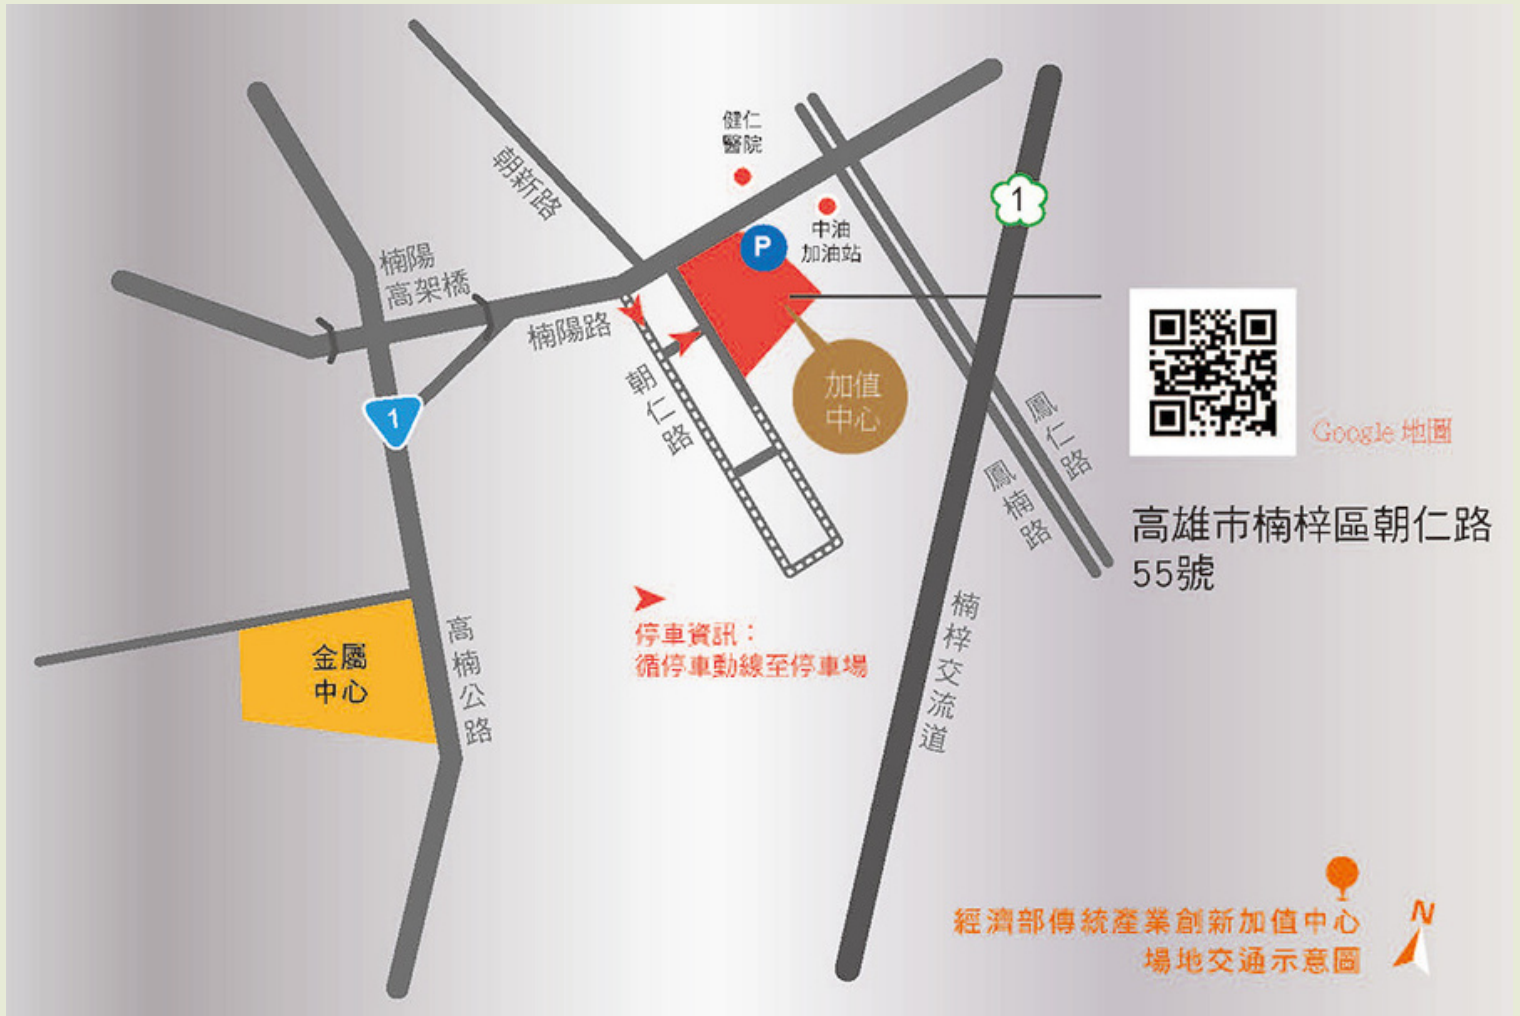 健仁
醫院
朝新路
1
中油
加油站
P
楠陽
高架橋
楠陽路
1
朝仁路
加值
中心
鳳仁路
鳳楠路
Google 地圖
高雄市楠梓區朝仁路
55號
停車資訊：
循停車動線至停車場
金屬
中心
高楠公路
楠梓交流道
經濟部傳統產業創新加值中心
場地交通示意圖
N